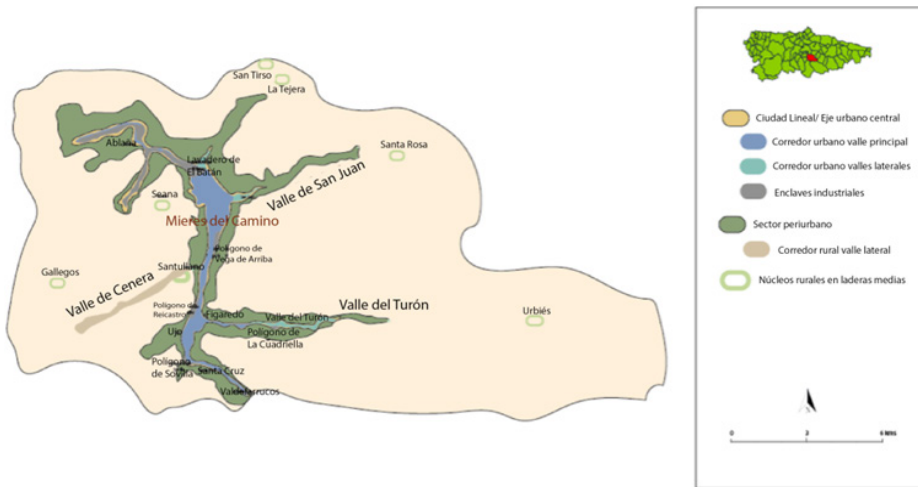 San Tirso
La Tejera
Ablaña
Lavadero de
El Batán
Santa Rosa
Valle de San Juan
Seana
Mieres del Camino
Polígono de
Vega de Arriba
Gallegos
Santullano
Valle de Cenera
Valle del Turón
Polígono de
Reicastro
Figaredo
Valle del Turón
Urbiés
Ujo
Polígono de
La Cuadriella
Polígono
de Sovilla
Santa Cruz
Valdefarrucos
Ciudad Lineal/ Eje urbano central
Corredor urbano valle principal
Corredor urbano valles laterales
Enclaves industriales
Sector periurbano
Corredor rural valle lateral
Núcleos rurales en laderas medias
N
0
2